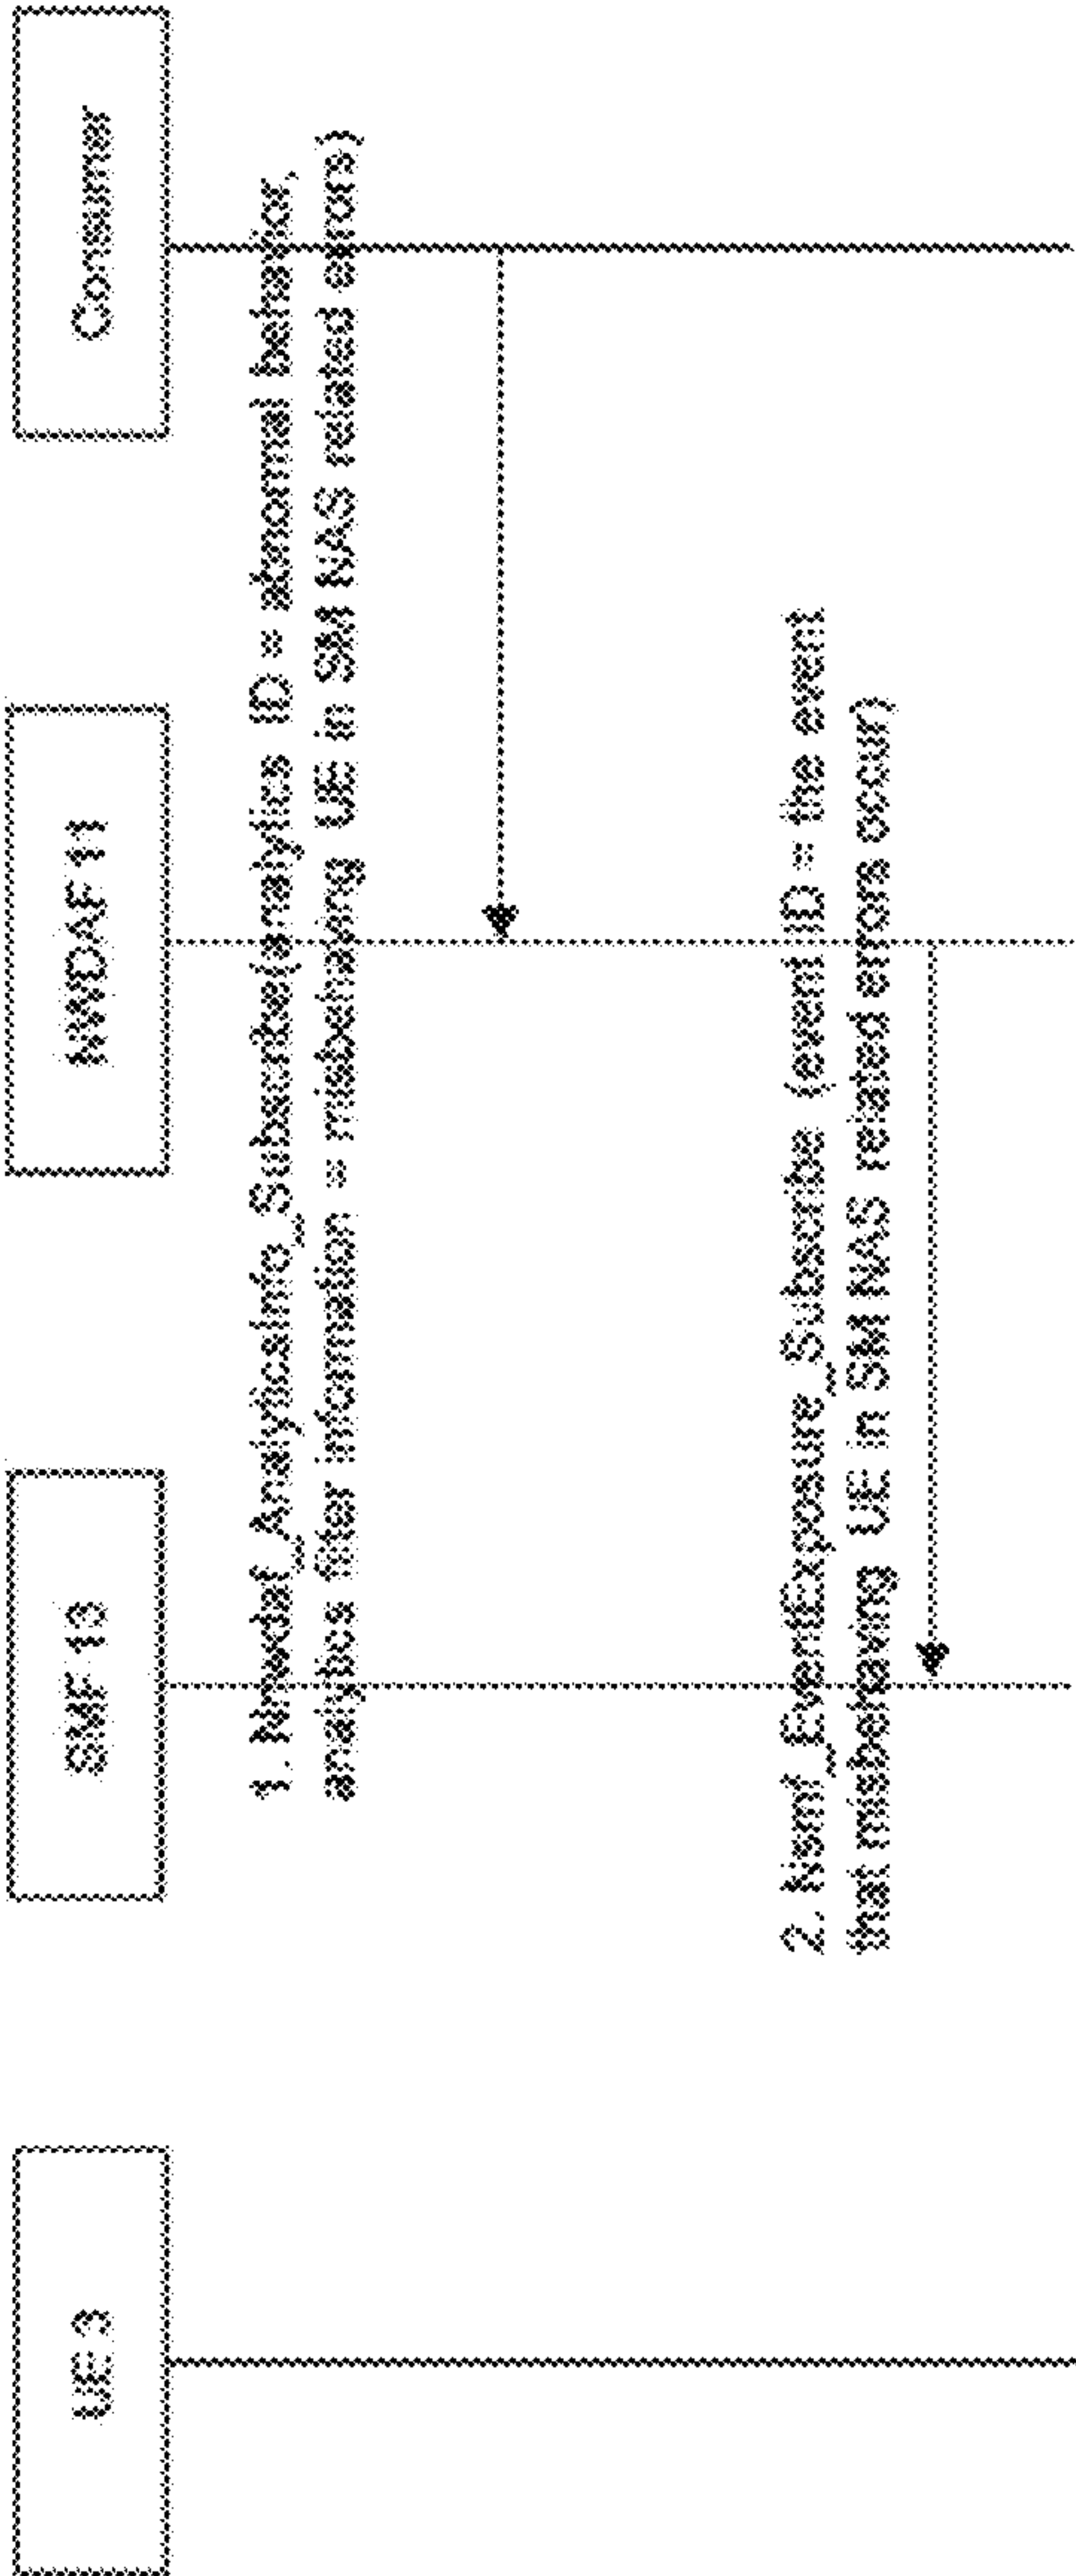 UE 3
SMF 13
NWDAF 11
Consumer
1. Nnwdaf_AnalyticsInfo_Subscribe(analytics ID = abnormal behavior,
analytics filter information = misbehaving UE in SM NAS related errors)
2. Nsmf_EventExposure_Subscribe (event ID = the event
that misbehaving UE in SM NAS related errors occur)